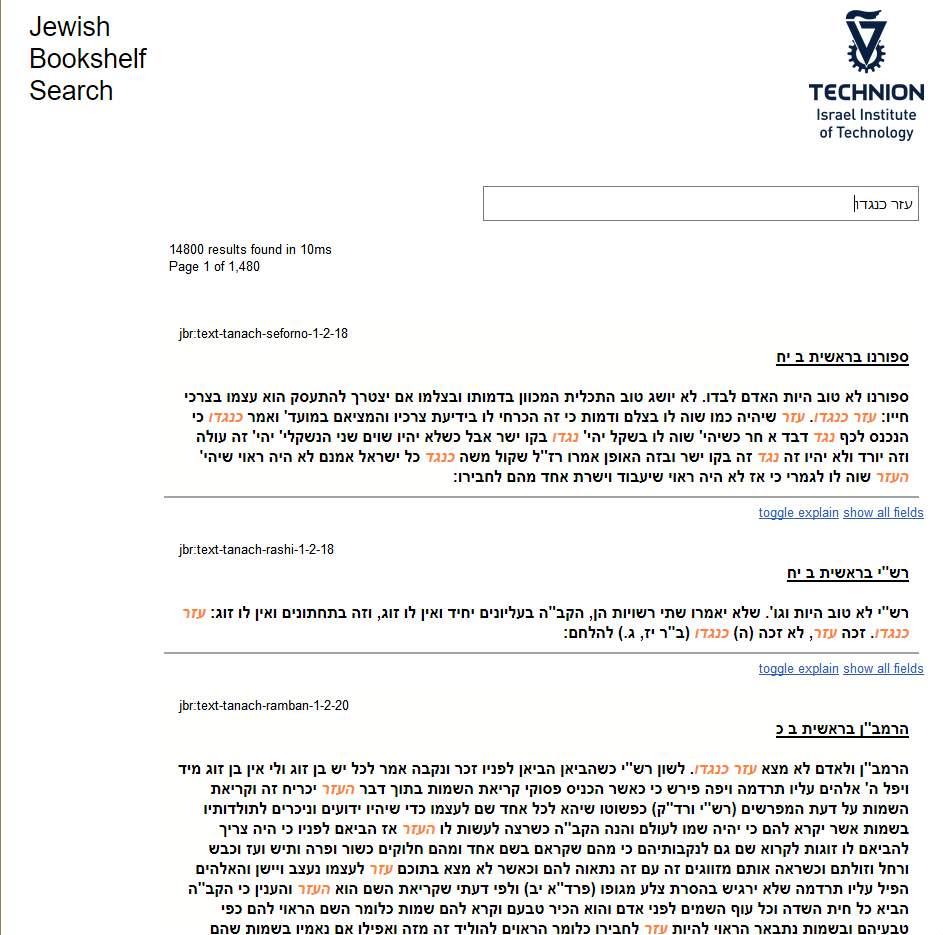 Jewish
Bookshelf
Search
TECHNION
Israel Institute
of Technology
עזר כנגדו
14800 results found in 10ms
Page 1 of 1,480
jbr:text-tanach-seforno-1-2-18
ספורנו בראשית ב יח
ספורנו לא טוב היות האדם לבדו. לא יושג טוב התכלית המכוון בדמותו ובצלמו אם יצטרך להתעסק הוא עצמו בצרכי
חייו: עזר כנגדו. עזר שיהיה כמו שוה לו בצלם ודמות כי זה הכרחי לו בידיעת צרכיו והמציאם במועד' ואמר כנגדו כי
הנכנס לכף נגד דבד א חר כשיהי' שוה לו בשקל יהי' נגדו בקו ישר אבל כשלא יהיו שוים שני הנשקלי' יהי' זה עולה
וזה יורד ולא יהיו זה נגד זה בקו ישר ובזה האופן אמרו רז"ל שקול משה כנגד כל ישראל אמנם לא היה ראוי שיהי'
העזר שוה לו לגמרי כי אז לא היה ראוי שיעבוד וישרת אחד מהם לחבירו:
toggle explain show all fields
jbr:text-tanach-rashi-1-2-18
רש"י בראשית ב יח
רש"י לא טוב היות וגו'. שלא יאמרו שתי רשויות הן, הקב"ה בעליונים יחיד ואין לו זוג, וזה בתחתונים ואין לו זוג: עזר
כנגדו. זכה עזר, לא זכה (ה) כנגדו (ב"ר יז, ג.) להלחם:
toggle explain show all fields
jbr:text-tanach-ramban-1-2-20
הרמב"ן בראשית ב כ
הרמב"ן ולאדם לא מצא עזר כנגדו. לשון רש"י כשהביאן הביאן לפניו זכר ונקבה אמר לכל יש בן זוג ולי אין בן זוג מיד
ויפל ה' אלהים עליו תרדמה ויפה פירש כי כאשר הכניס פסוקי קריאת השמות בתוך דבר העזר יכריח זה וקריאת
השמות על דעת המפרשים (רש"י ורד"ק) כפשוטו שיהא לכל אחד שם לעצמו כדי שיהיו ידועים וניכרים לתולדותיו
בשמות אשר יקרא להם כי יהיה שמו לעולם והנה הקב"ה כשרצה לעשות לו העזר אז הביאם לפניו כי היה צריך
להביאם לו זוגות לקרוא שם גם לנקבותיהם כי מהם שקראם בשם אחד ומהם חלוקים כשור ופרה ותיש ועז וכבש
ורחל וזולתם וכשראה אותם מזווגים זה עם זה נתאוה להם וכאשר לא מצא בתוכם עזר לעצמו נעצב ויישן והאלהים
הפיל עליו תרדמה שלא ירגיש בהסרת צלע מגופו (פרד"א יב) ולפי דעתי שקריאת השם הוא העזר והענין כי הקב"ה
הביא כל חית השדה וכל עוף השמים לפני אדם והוא הכיר טבעם וקרא להם שמות כלומר השם הראוי להם כפי
טבעיהם ובשמות נתבאר הראוי להיות עזר לחבירו כלומר הראוים להוליד זה מזה ואפילו אם נאמין בשמות שהם